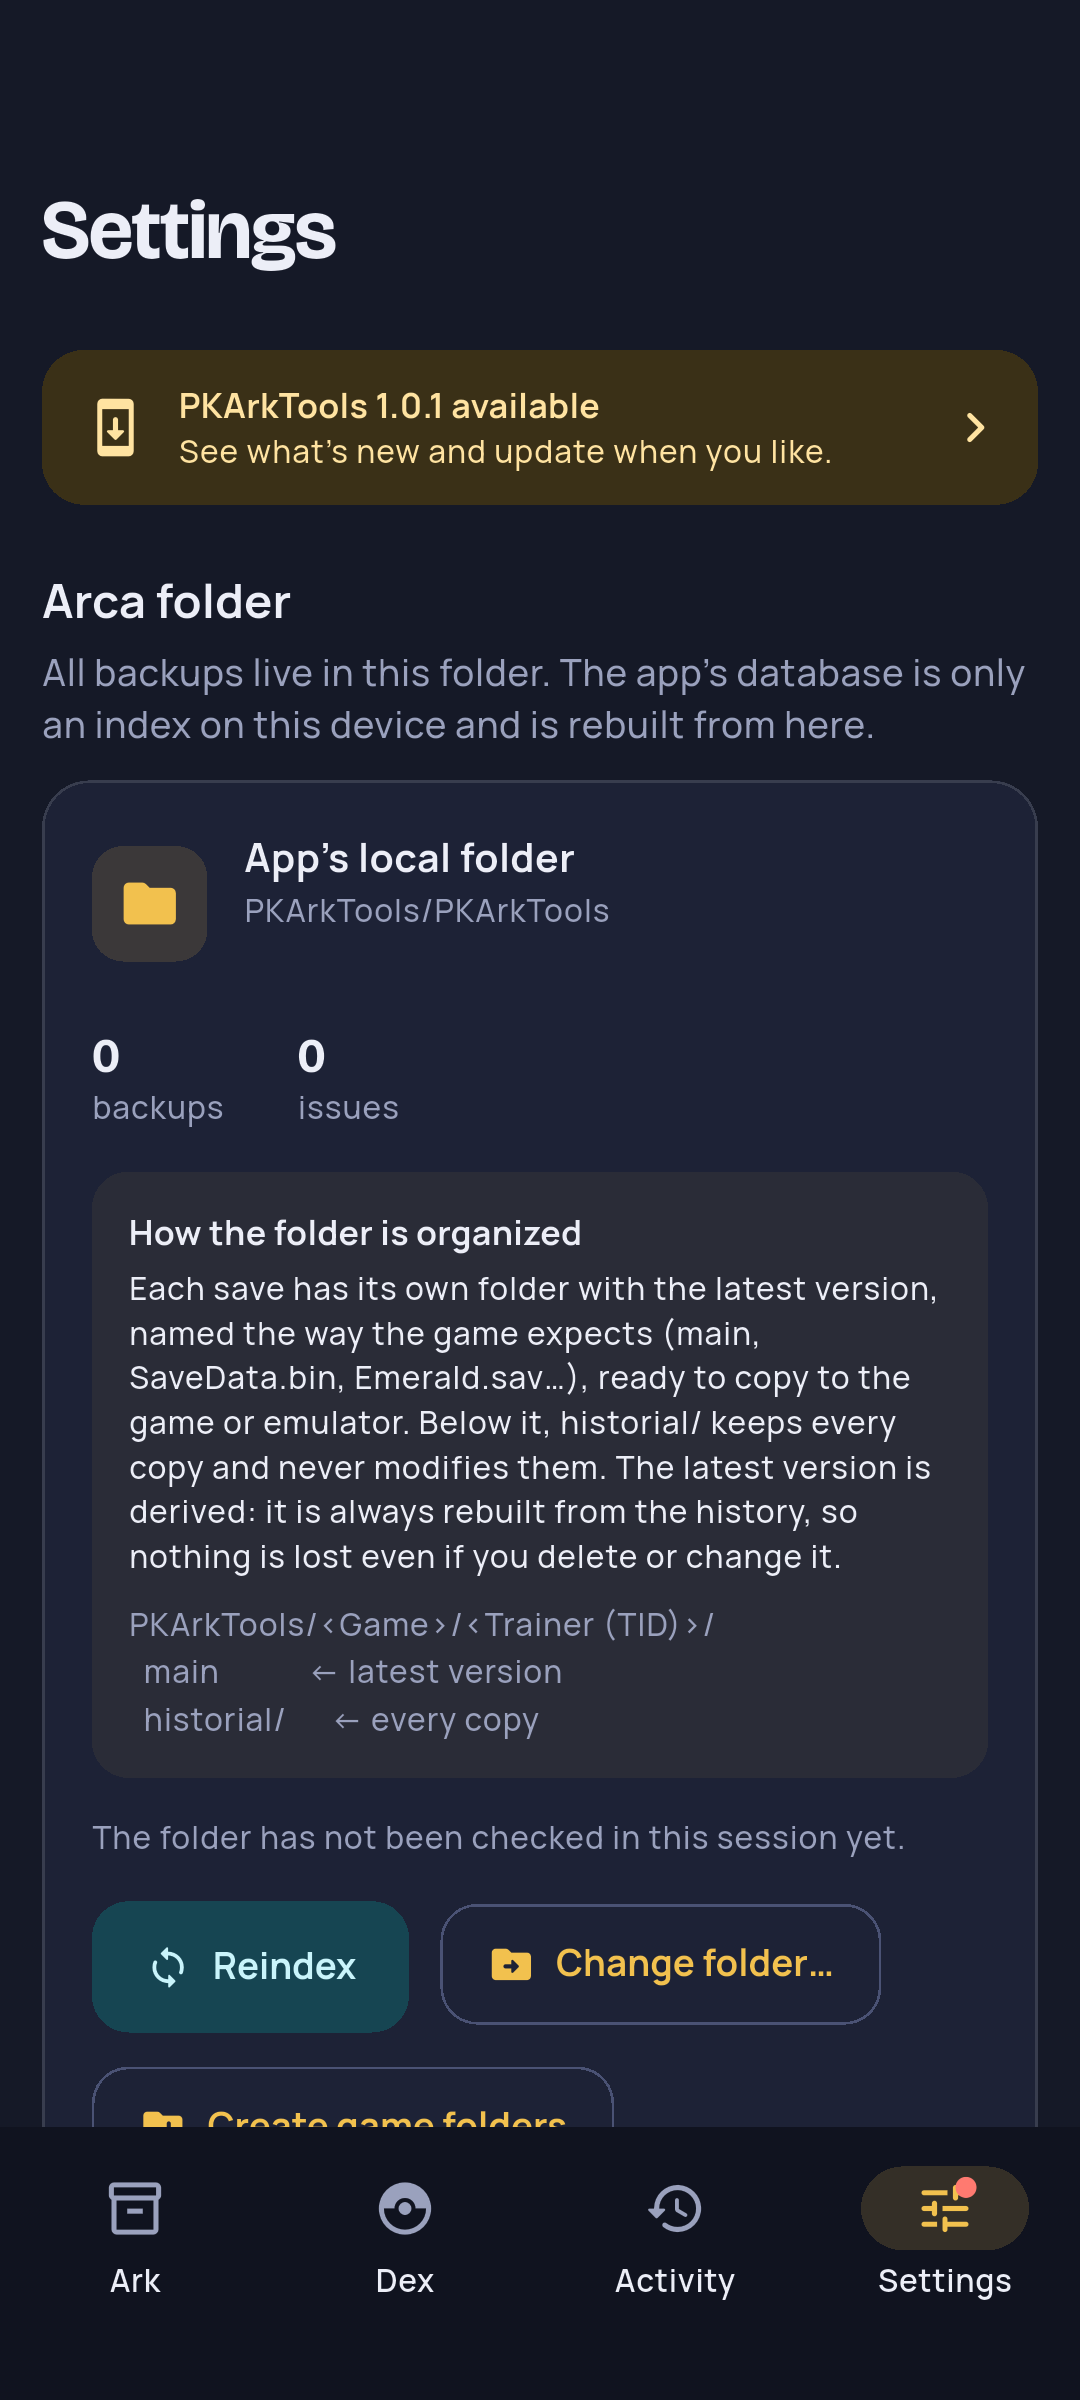 Settings
PKArkTools 1.0.1 available
See what's new and update when you like.
Arca folder
All backups live in this folder. The app's database is only
an index on this device and is rebuilt from here.
App's local folder
PKArkTools/PKArkTools
0 0
backups issues
How the folder is organized
Each save has its own folder with the latest version,
named the way the game expects (main,
SaveData.bin, Emerald.sav…), ready to copy to the
game or emulator. Below it, historial/ keeps every
copy and never modifies them. The latest version is
derived: it is always rebuilt from the history, so
nothing is lost even if you delete or change it.
PKArkTools/<Game>/<Trainer (TID)>/
main ← latest version
historial/ ← every copy
The folder has not been checked in this session yet.
Reindex Change folder…
Create game folders
Ark Dex Activity Settings